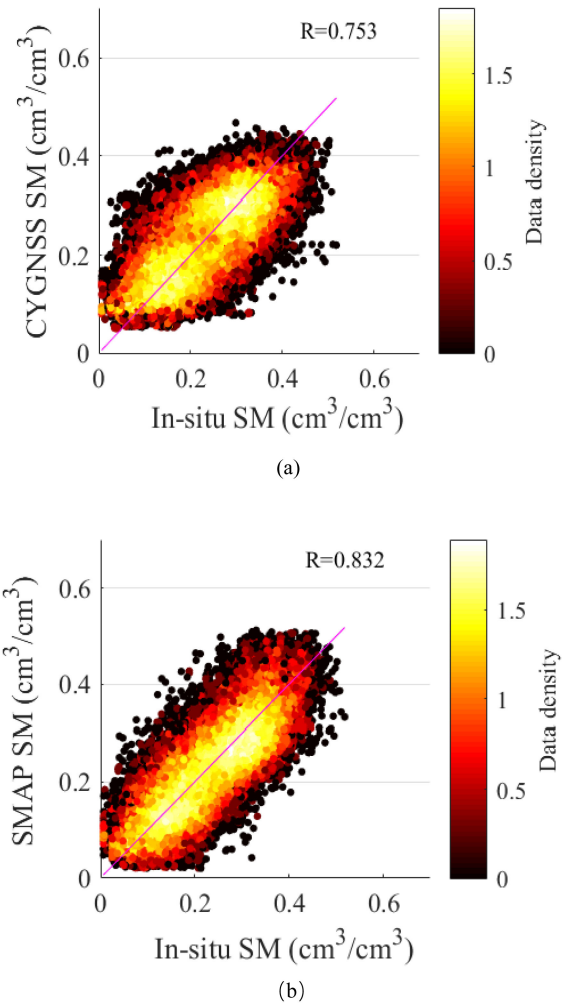 R=0.753
CYGNSS SM (cm³/cm³)
0.6
0.4
0.2
0
0 0.2 0.4 0.6
In-situ SM (cm³/cm³)
1.5
1
0.5
0
Data density
(a)
R=0.832
SMAP SM (cm³/cm³)
0.6
0.4
0.2
0
0 0.2 0.4 0.6
In-situ SM (cm³/cm³)
1.5
1
0.5
0
Data density
(b)